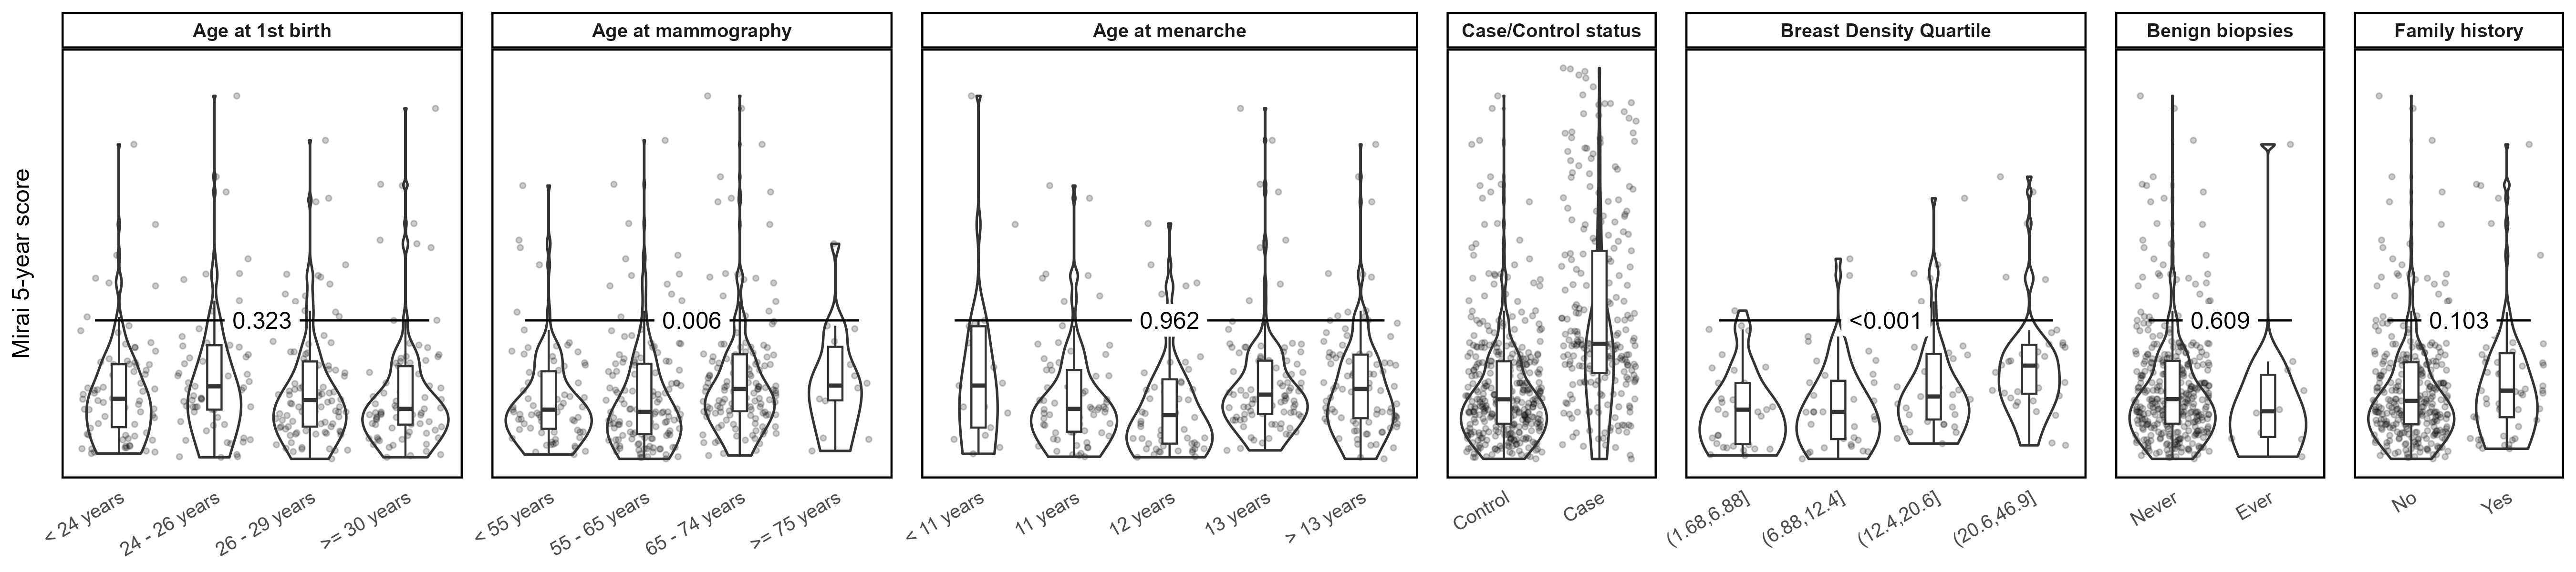 Age at 1st birth
Age at mammography
Age at menarche
Case/Control status
Breast Density Quartile
Benign biopsies
Family history
Mirai 5-year score
0.323
0.006
0.962
<0.001
0.609
0.103
< 24 years
24 - 26 years
26 - 29 years
>= 30 years
< 55 years
55 - 65 years
65 - 74 years
>= 75 years
< 11 years
11 years
12 years
13 years
> 13 years
Control
Case
(1.68,6.88]
(6.88,12.4]
(12.4,20.6]
(20.6,46.9]
Never
Ever
No
Yes